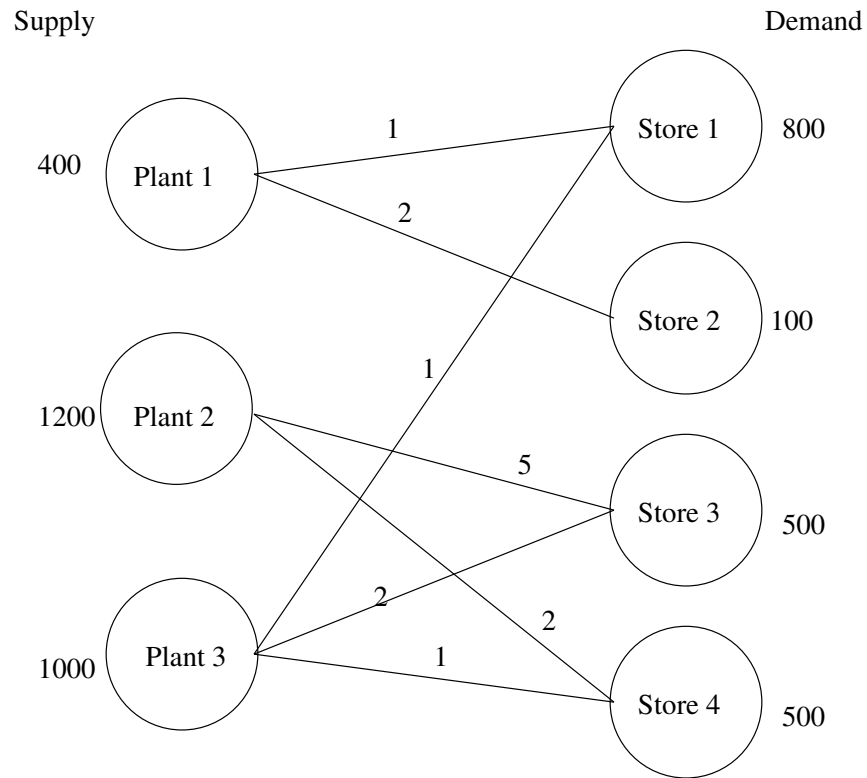 Supply
Demand
1
Store 1
800
400
Plant 1
2
Store 2
100
1
1200
Plant 2
5
Store 3
500
2
2
1000
Plant 3
1
Store 4
500